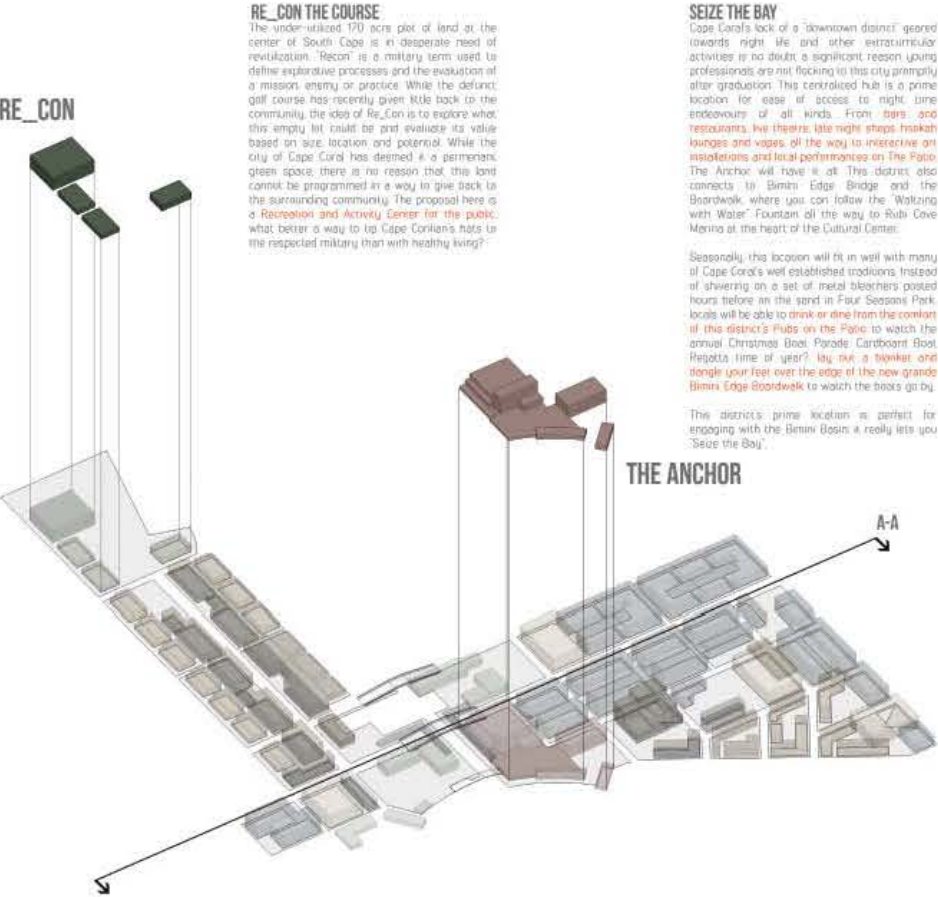 RE_CON THE COURSE
The under-utilized 170 acre plot of land at the
center of South Cape is in desperate need of
revitilization. "Recon" is a military term used to
define explorative processes and the evaluation of
a mission, enemy or practice. While the defunct
golf course has recently given little back to the
community, the idea of Re_Con is to explore what
this empty lot could be and evaluate its value
based on size, location and potential. While the
city of Cape Coral has deemed it a permenant
green space, there is no reason that this land
cannot be programmed in a way to give back to
the surrounding community. The proposal here is
a Recreation and Activity Center for the public,
what better a way to tip Cape Corilian's hats to
the respected military than with healthy living?
RE_CON
SEIZE THE BAY
Cape Coral's lack of a "downtown district" geared
towards night life and other extracurricular
activities is no doubt a significant reason young
professionals are not flocking to this city promptly
after graduation. This centralized hub is a prime
location for ease of access to night time
endeavours of all kinds. From bars and
restaurants, live theatre, late night shops, hookah
lounges and vapes, all the way to interactive art
installations and local performances on The Patio.
The Anchor will have it all. This district also
connects to Bimini Edge Bridge and the
Boardwalk, where you can follow the "Waltzing
with Water" Fountain all the way to Rubi Cove
Marina at the heart of the Cultural Center.
Seasonally, this location will fit in well with many
of Cape Coral's well established traditions. Instead
of shivering on a set of metal bleachers posted
hours before on the sand in Four Seasons Park,
locals will be able to drink or dine from the comfort
of this district's Pubs on the Patio to watch the
annual Christmas Boat Parade. Cardboard Boat
Regatta time of year? lay out a blanket and
dangle your feet over the edge of the new grande
Bimini Edge Boardwalk to watch the boats go by.
This district's prime location is perfect for
engaging with the Bimini Basin; it really lets you
"Seize the Bay".
THE ANCHOR
A-A